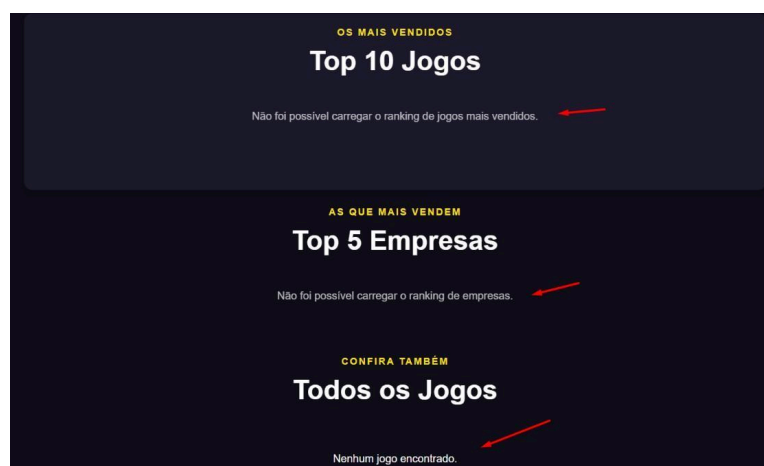 OS MAIS VENDIDOS
Top 10 Jogos
Não foi possível carregar o ranking de jogos mais vendidos.
AS QUE MAIS VENDEM
Top 5 Empresas
Não foi possível carregar o ranking de empresas.
CONFIRA TAMBÉM
Todos os Jogos
Nenhum jogo encontrado.